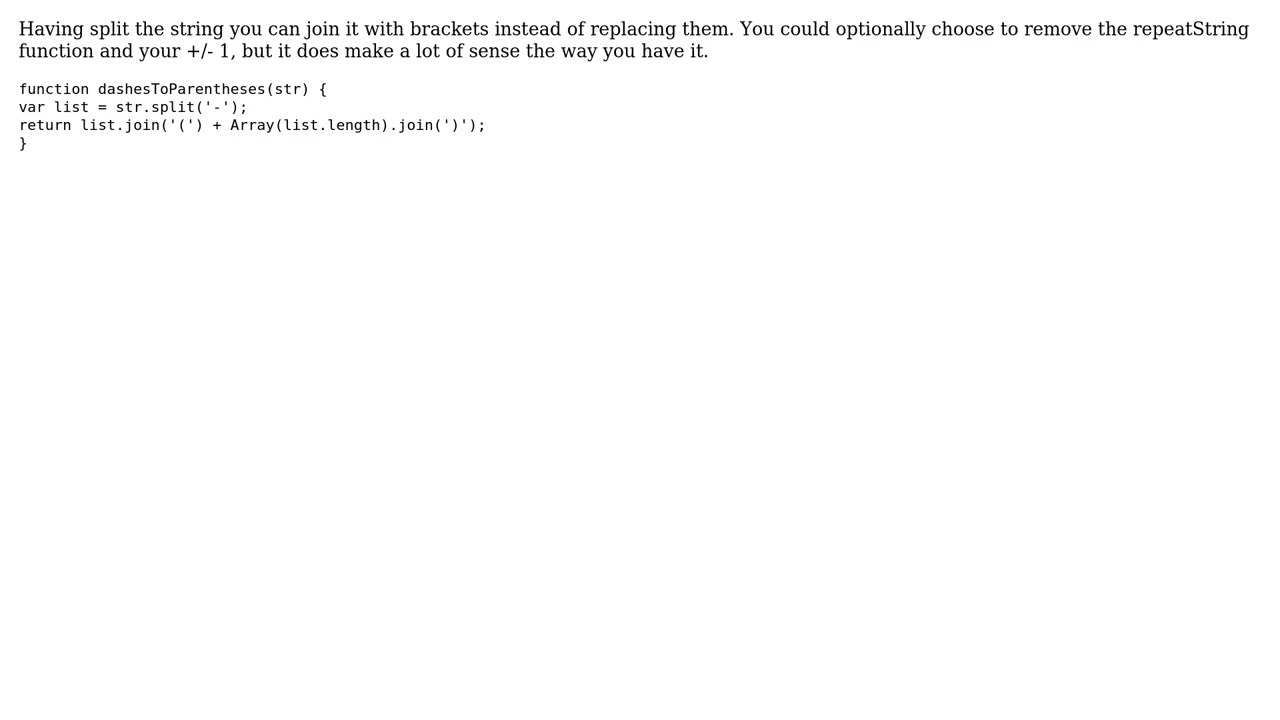 Having split the string you can join it with brackets instead of replacing them. You could optionally choose to remove the repeatString
function and your +/- 1, but it does make a lot of sense the way you have it.
function dashesToParentheses(str) {
var list = str.split('-');
return list.join('(') + Array(list.length).join(')');
}